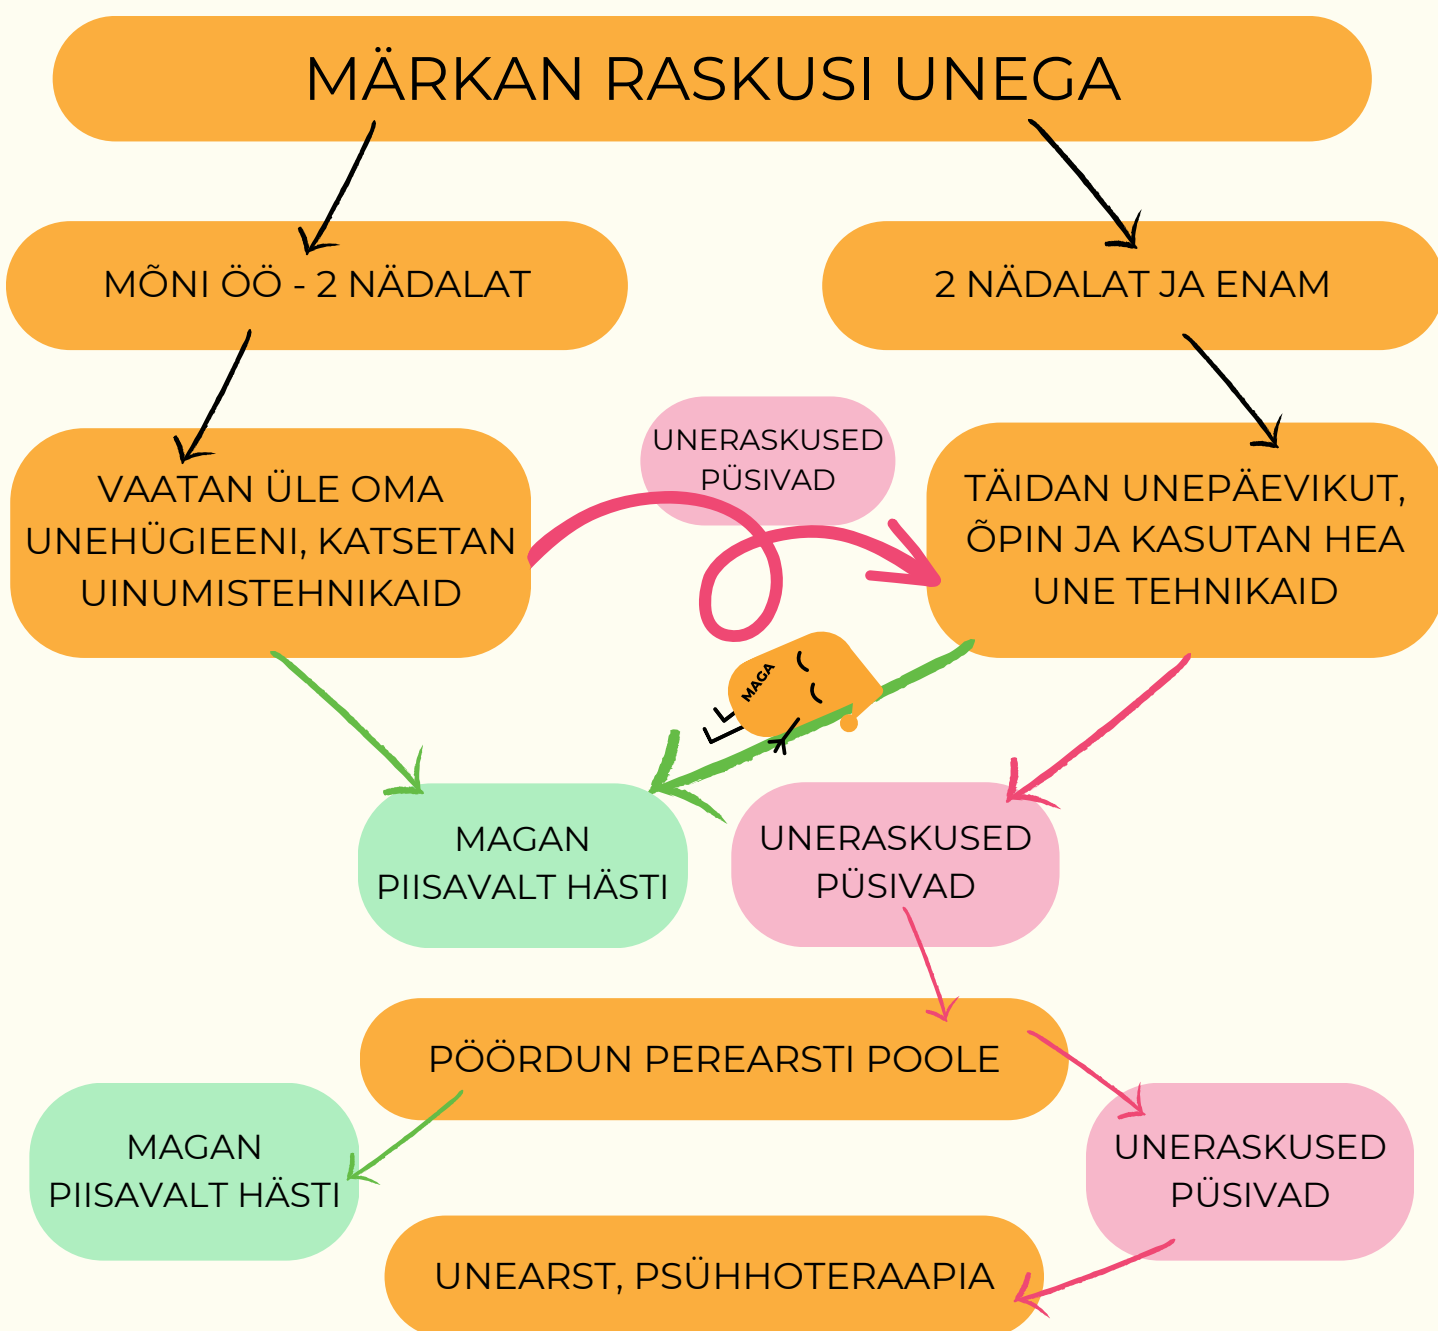 MÄRKAN RASKUSI UNEGA
MÕNI ÖÖ - 2 NÄDALAT
2 NÄDALAT JA ENAM
VAATAN ÜLE OMA
UNEHÜGIEENI, KATSETAN
UINUMISTEHNIKAID
UNERASKUSED
PÜSIVAD
TÄIDAN UNEPÄEVIKUT,
ÕPIN JA KASUTAN HEA
UNE TEHNIKAID
MAGA
MAGAN
PIISAVALT HÄSTI
UNERASKUSED
PÜSIVAD
PÖÖRDUN PEREARSTI POOLE
MAGAN
PIISAVALT HÄSTI
UNERASKUSED
PÜSIVAD
UNEARST, PSÜHHOTERAAPIA